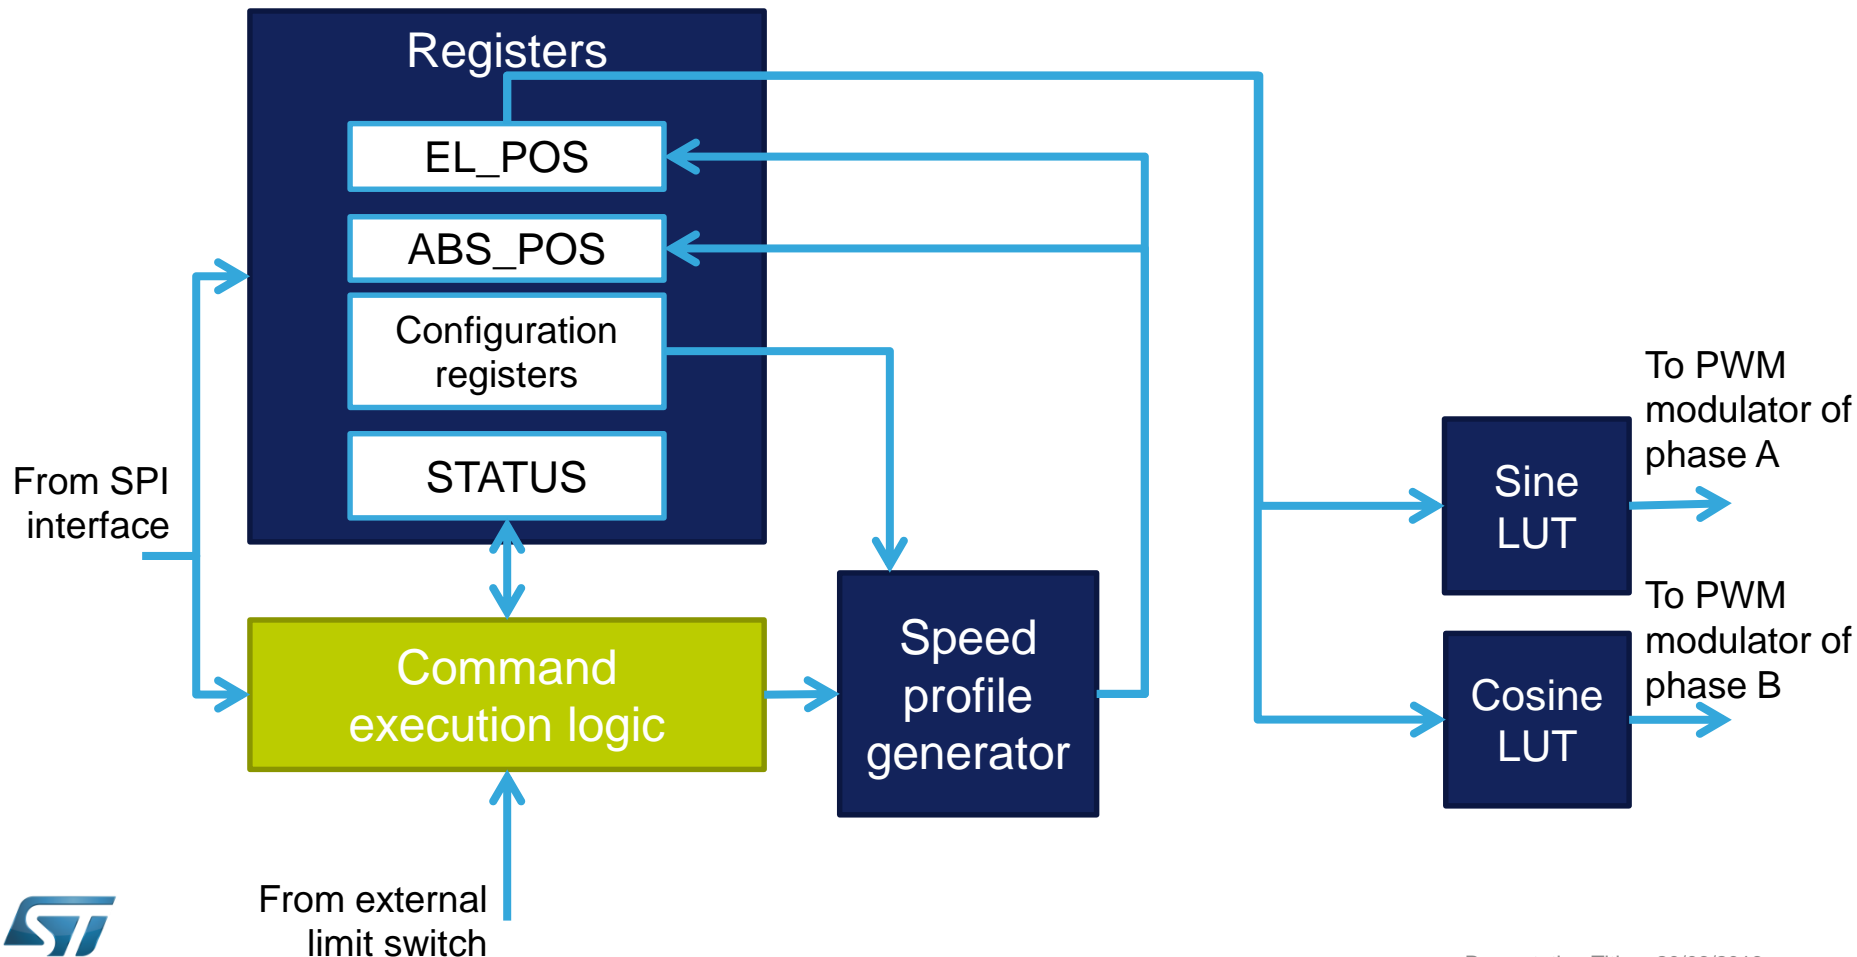 Registers
EL_POS
ABS_POS
Configuration
registers
STATUS
From SPI
interface
Command
execution logic
Speed
profile
generator
From external
limit switch
Sine
LUT
Cosine
LUT
To PWM
modulator of
phase A
To PWM
modulator of
phase B
ST